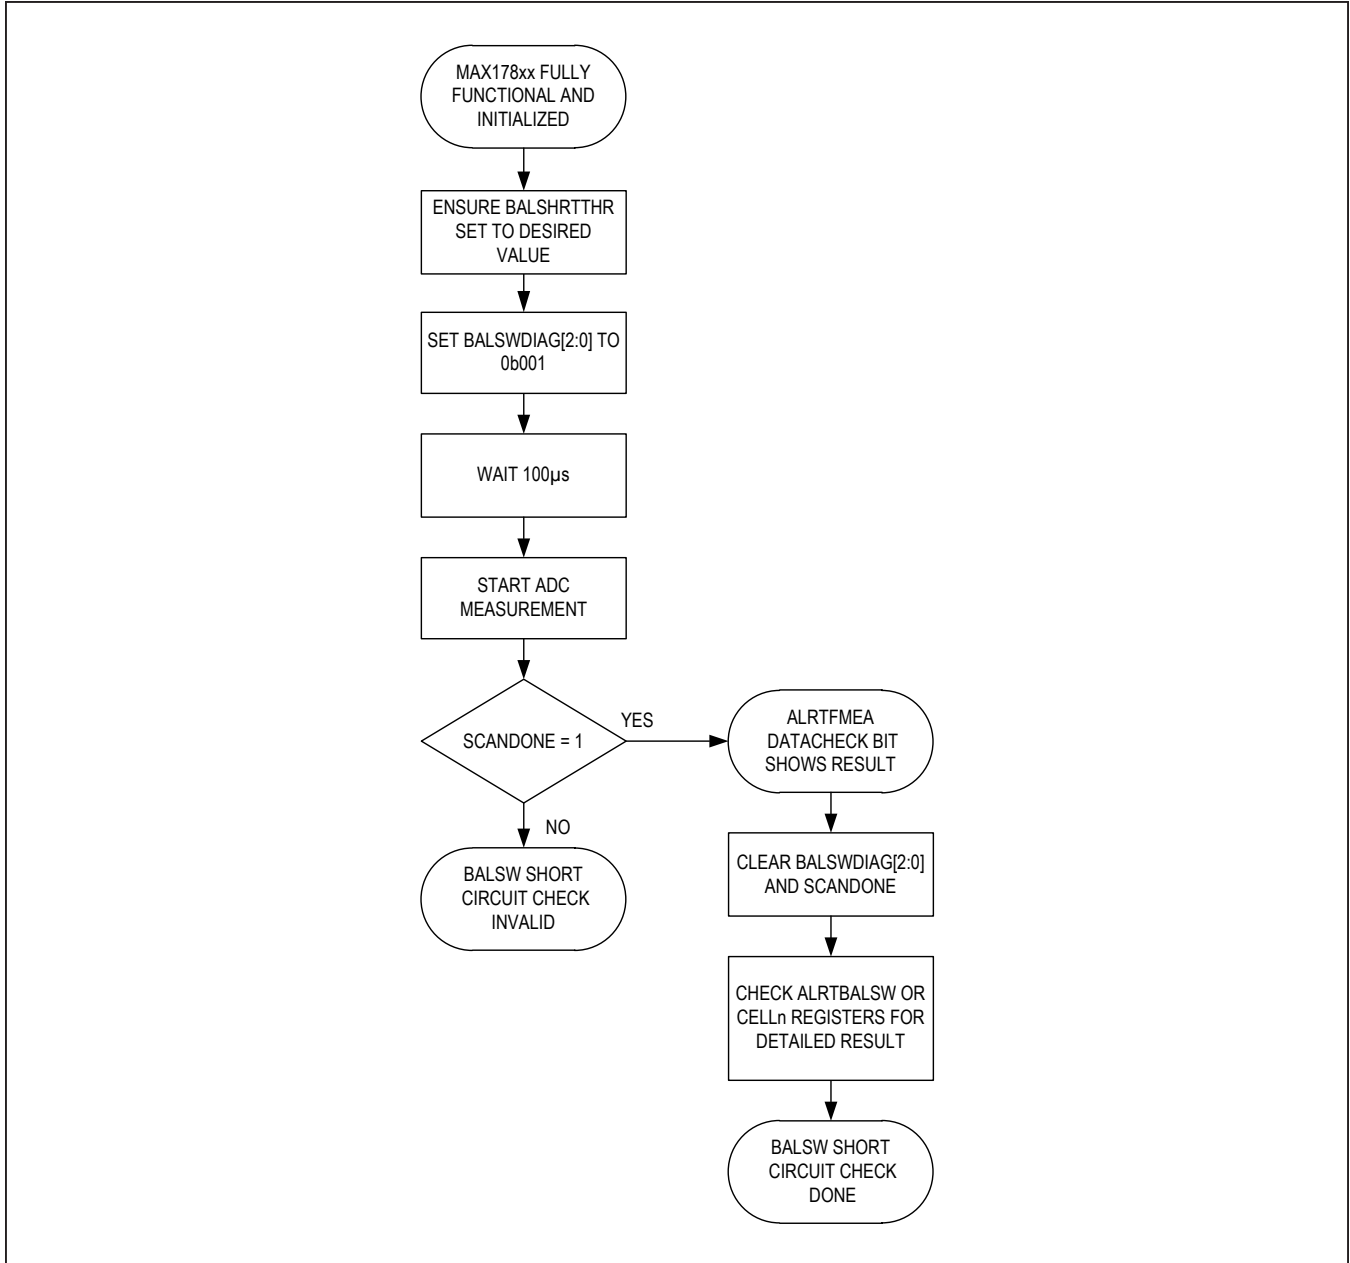 MAX178xx FULLY
FUNCTIONAL AND
INITIALIZED
ENSURE BALSHRTTHR
SET TO DESIRED
VALUE
SET BALSWDIAG[2:0] TO
0b001
WAIT 100µs
START ADC
MEASUREMENT
SCANDONE = 1
YES
NO
BALSW SHORT
CIRCUIT CHECK
INVALID
ALRTFMEA
DATACHECK BIT
SHOWS RESULT
CLEAR BALSWDIAG[2:0]
AND SCANDONE
CHECK ALRTBALSW OR
CELLn REGISTERS FOR
DETAILED RESULT
BALSW SHORT
CIRCUIT CHECK
DONE